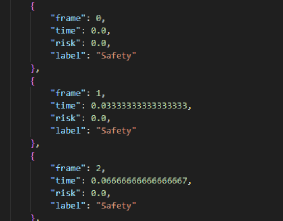 {
"frame": 0,
"time": 0.0,
"risk": 0.0,
"label": "Safety"
},
{
"frame": 1,
"time": 0.03333333333333333,
"risk": 0.0,
"label": "Safety"
},
{
"frame": 2,
"time": 0.06666666666666667,
"risk": 0.0,
"label": "Safety"
},